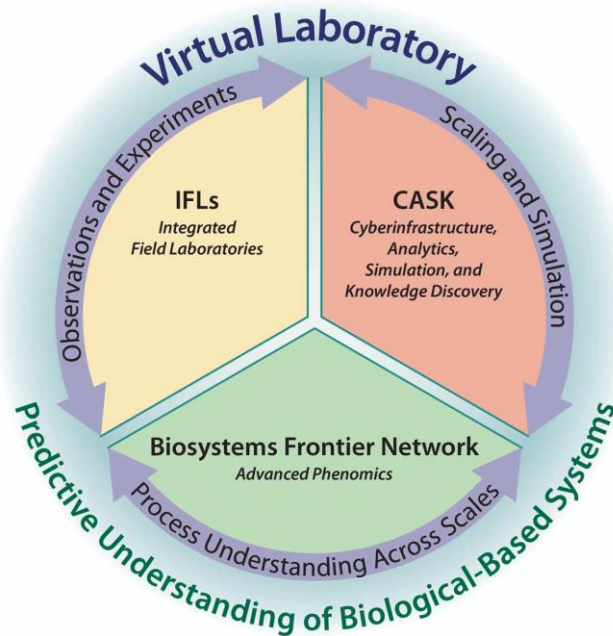 Virtual Laboratory
Observations and Experiments
Scaling and Simulation
IFLs
Integrated
Field Laboratories
CASK
Cyberinfrastructure,
Analytics,
Simulation, and
Knowledge Discovery
Biosystems Frontier Network
Advanced Phenomics
Process Understanding Across Scales
Predictive Understanding of Biological-Based Systems